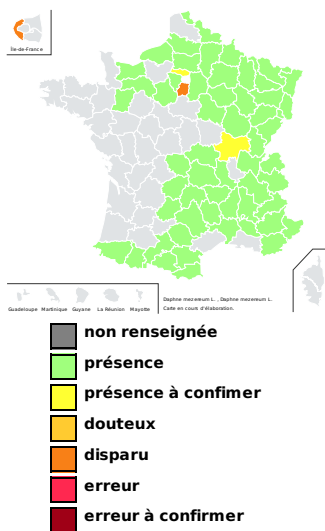 Île-de-France
Guadeloupe Martinique Guyane La Réunion Mayotte
Daphne mezereum L. , Daphne mezereum L.
Carte en cours d'élaboration.
non renseignée
présence
présence à confimer
douteux
disparu
erreur
erreur à confirmer